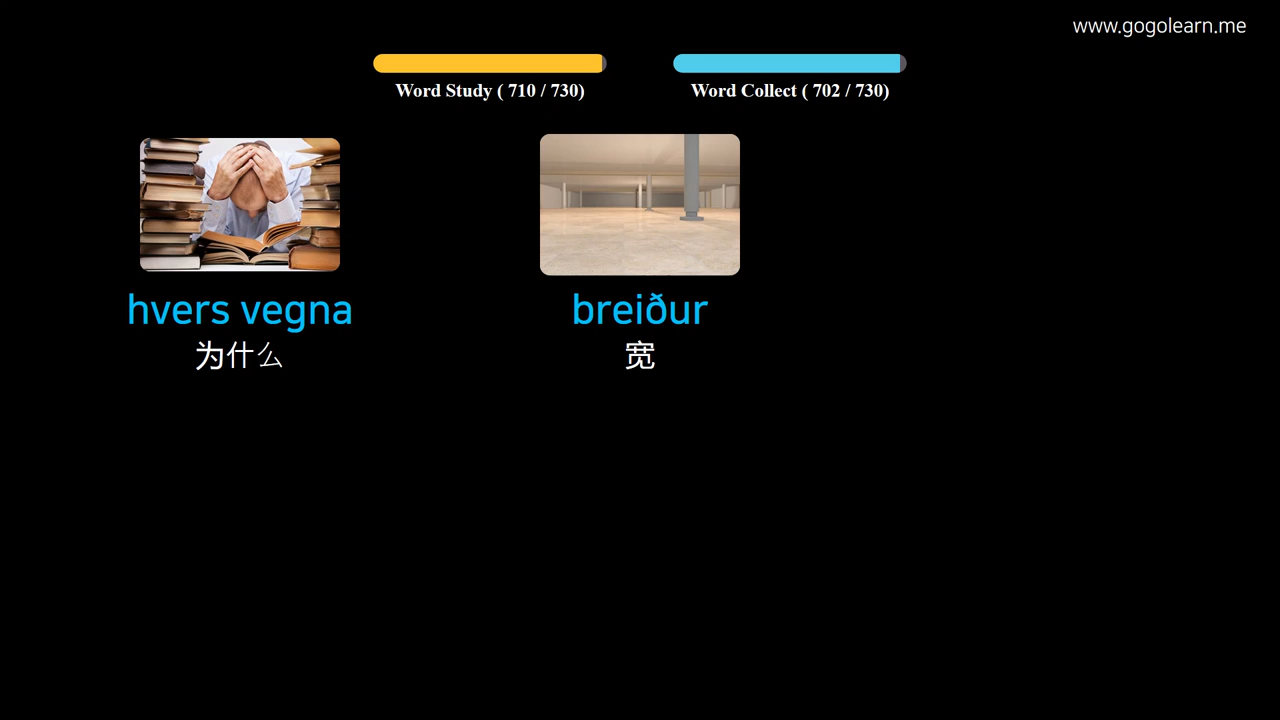 www.gogolearn.me
Word Study ( 710 / 730)
Word Collect ( 702 / 730)
hvers vegna
为什么
breiður
宽